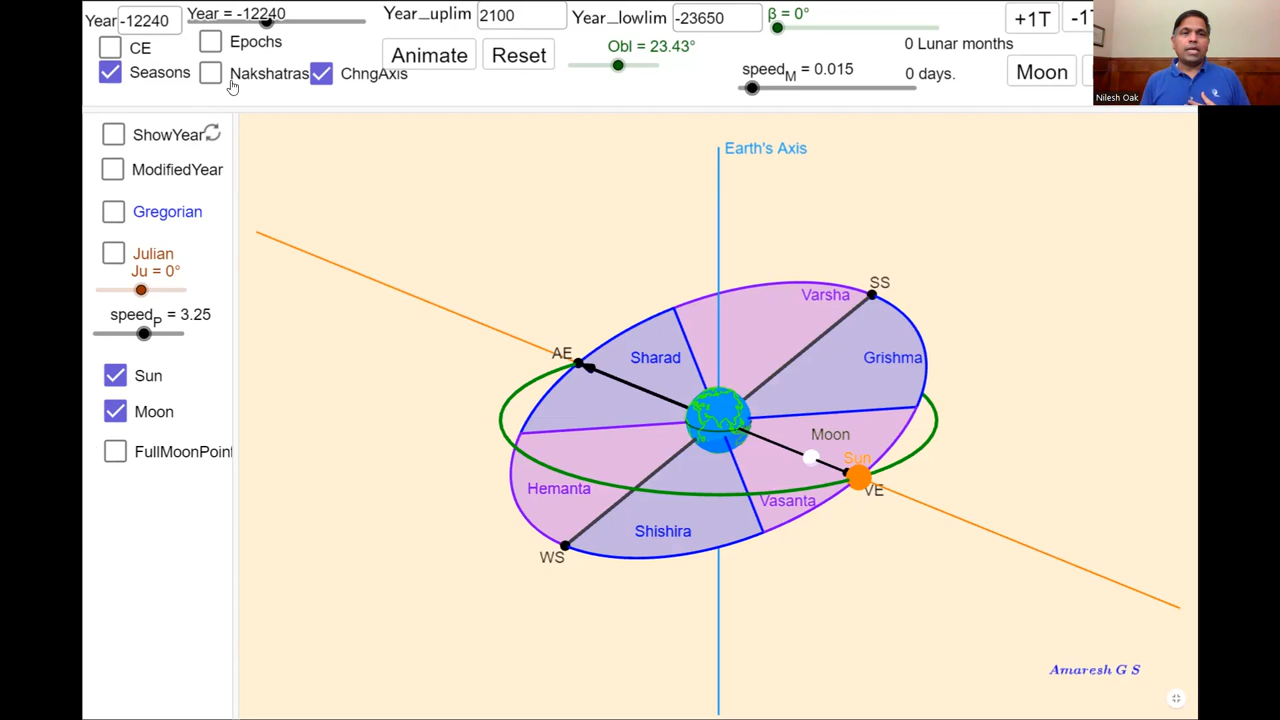 Year -12240
Year = -12240
Year_uplim 2100
Year_lowlim -23650
β = 0°
+1T
-1
CE
Epochs
Animate
Reset
Obl = 23.43°
0 Lunar months
Seasons
Nakshatras
ChngAxis
speed_M = 0.015
0 days.
Moon
Nilesh Oak
ShowYear
ModifiedYear
Gregorian
Julian
Ju = 0°
speed_P = 3.25
Sun
Moon
FullMoonPoin
Earth's Axis
SS
Varsha
AE
Sharad
Grishma
Moon
Sun
VE
Hemanta
Vasanta
Shishira
WS
Amaresh G S